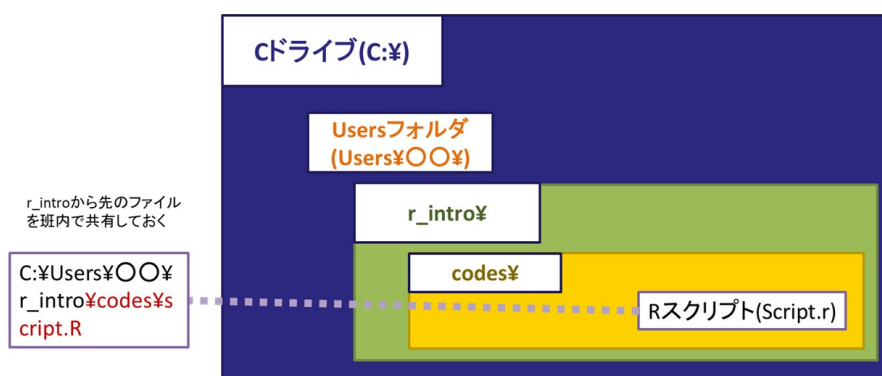 Cドライブ(C:¥)
Usersフォルダ
(Users¥〇〇¥)
r_introから先のファイル
を班内で共有しておく
r_intro¥
C:¥Users¥〇〇¥
r_intro¥codes¥s
cript.R
codes¥
Rスクリプト(Script.r)